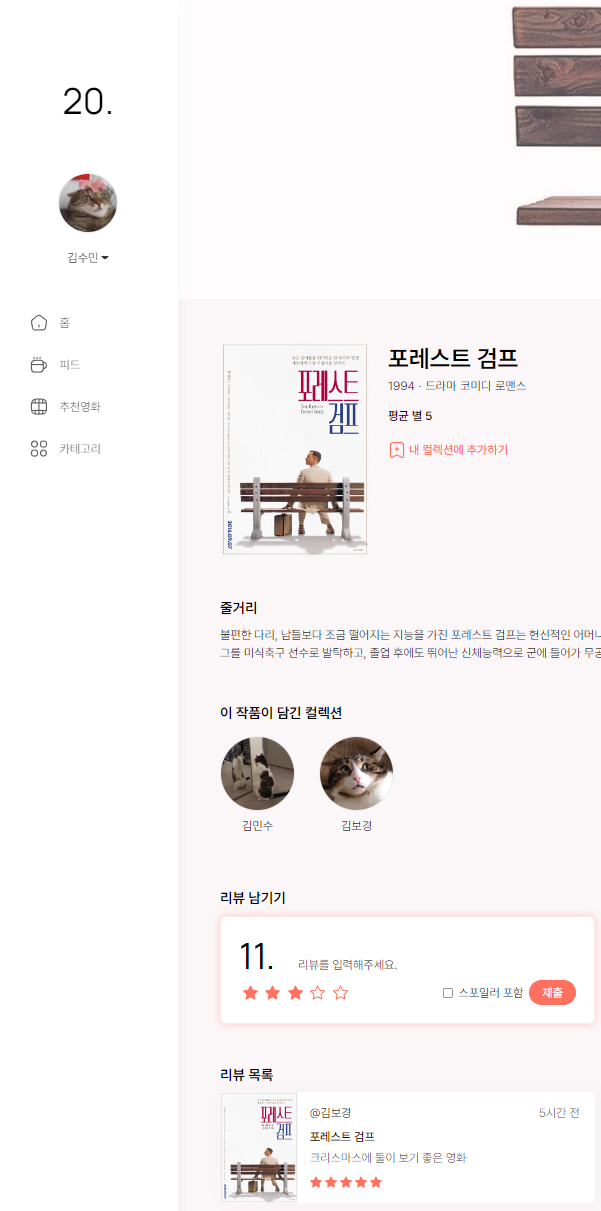 20.
김수민
홈
피드
추천영화
카테고리
포레스트
검프
2016.09.07
포레스트 검프
1994 · 드라마 코미디 로맨스
평균 별 5
내 컬렉션에 추가하기
줄거리
불편한 다리, 남들보다 조금 떨어지는 지능을 가진 포레스트 검프는 헌신적인 어머니
그를 미식축구 선수로 발탁하고, 졸업 후에도 뛰어난 신체능력으로 군에 들어가 무공
이 작품이 담긴 컬렉션
김민수
김보경
리뷰 남기기
11.
리뷰를 입력해주세요.
스포일러 포함
제출
리뷰 목록
포레스트
검프
@김보경
5시간 전
포레스트 검프
크리스마스에 둘이 보기 좋은 영화